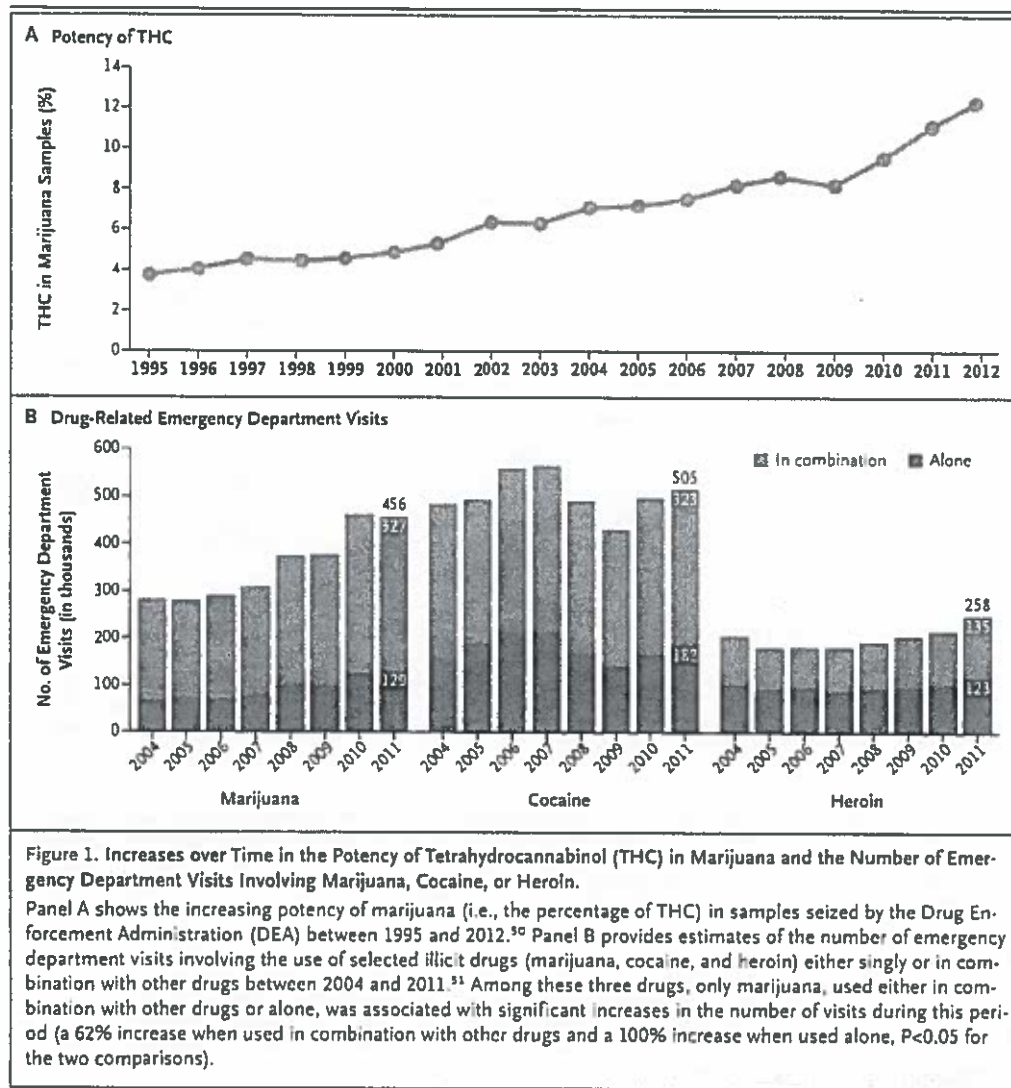 A Potency of THC
THC in Marijuana Samples (%)
14
12
10
8
6
4
2
0
1995 1996 1997 1998 1999 2000 2001 2002 2003 2004 2005 2006 2007 2008 2009 2010 2011 2012
B Drug-Related Emergency Department Visits
No. of Emergency Department
Visits (in thousands)
600
500
400
300
200
100
0
In combination Alone
456
327
129
505
323
182
258
135
123
2004 2005 2006 2007 2008 2009 2010 2011
2004 2005 2006 2007 2008 2009 2010 2011
2004 2005 2006 2007 2008 2009 2010 2011
Marijuana Cocaine Heroin
Figure 1. Increases over Time in the Potency of Tetrahydrocannabinol (THC) in Marijuana and the Number of Emer-
gency Department Visits Involving Marijuana, Cocaine, or Heroin.
Panel A shows the increasing potency of marijuana (i.e., the percentage of THC) in samples seized by the Drug En-
forcement Administration (DEA) between 1995 and 2012.50 Panel B provides estimates of the number of emergency
department visits involving the use of selected illicit drugs (marijuana, cocaine, and heroin) either singly or in com-
bination with other drugs between 2004 and 2011.51 Among these three drugs, only marijuana, used either in com-
bination with other drugs or alone, was associated with significant increases in the number of visits during this peri-
od (a 62% increase when used in combination with other drugs and a 100% increase when used alone, P<0.05 for
the two comparisons).